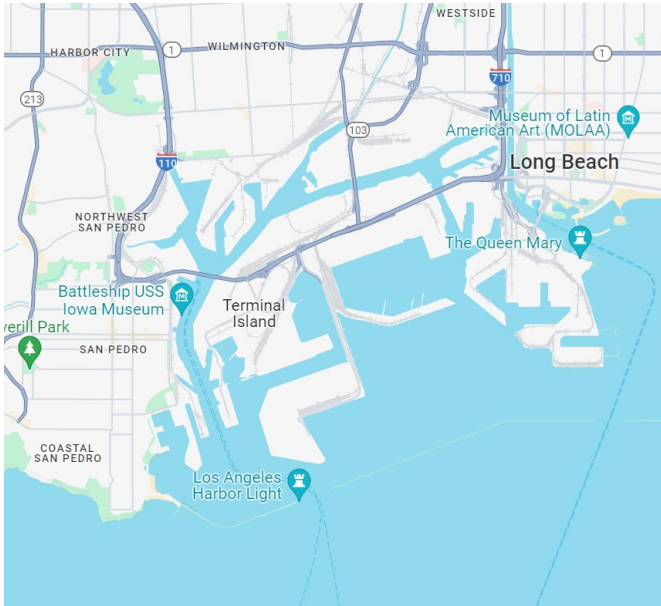 WESTSIDE
HARBOR CITY
1
WILMINGTON
1
710
213
103
Museum of Latin
American Art (MOLAA)
110
Long Beach
NORTHWEST
SAN PEDRO
The Queen Mary
Battleship USS
Iowa Museum
Terminal
Island
verill Park
SAN PEDRO
COASTAL
SAN PEDRO
Los Angeles
Harbor Light